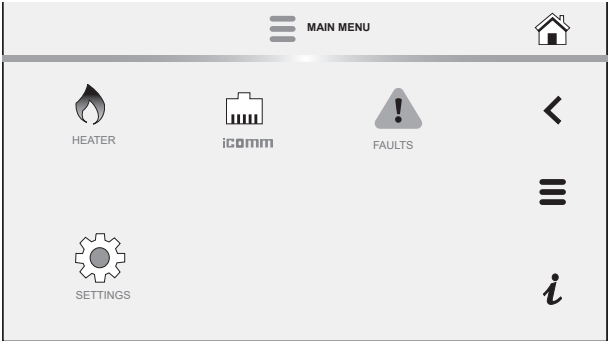 MAIN MENU
HEATER
icomm
FAULTS
SETTINGS
i